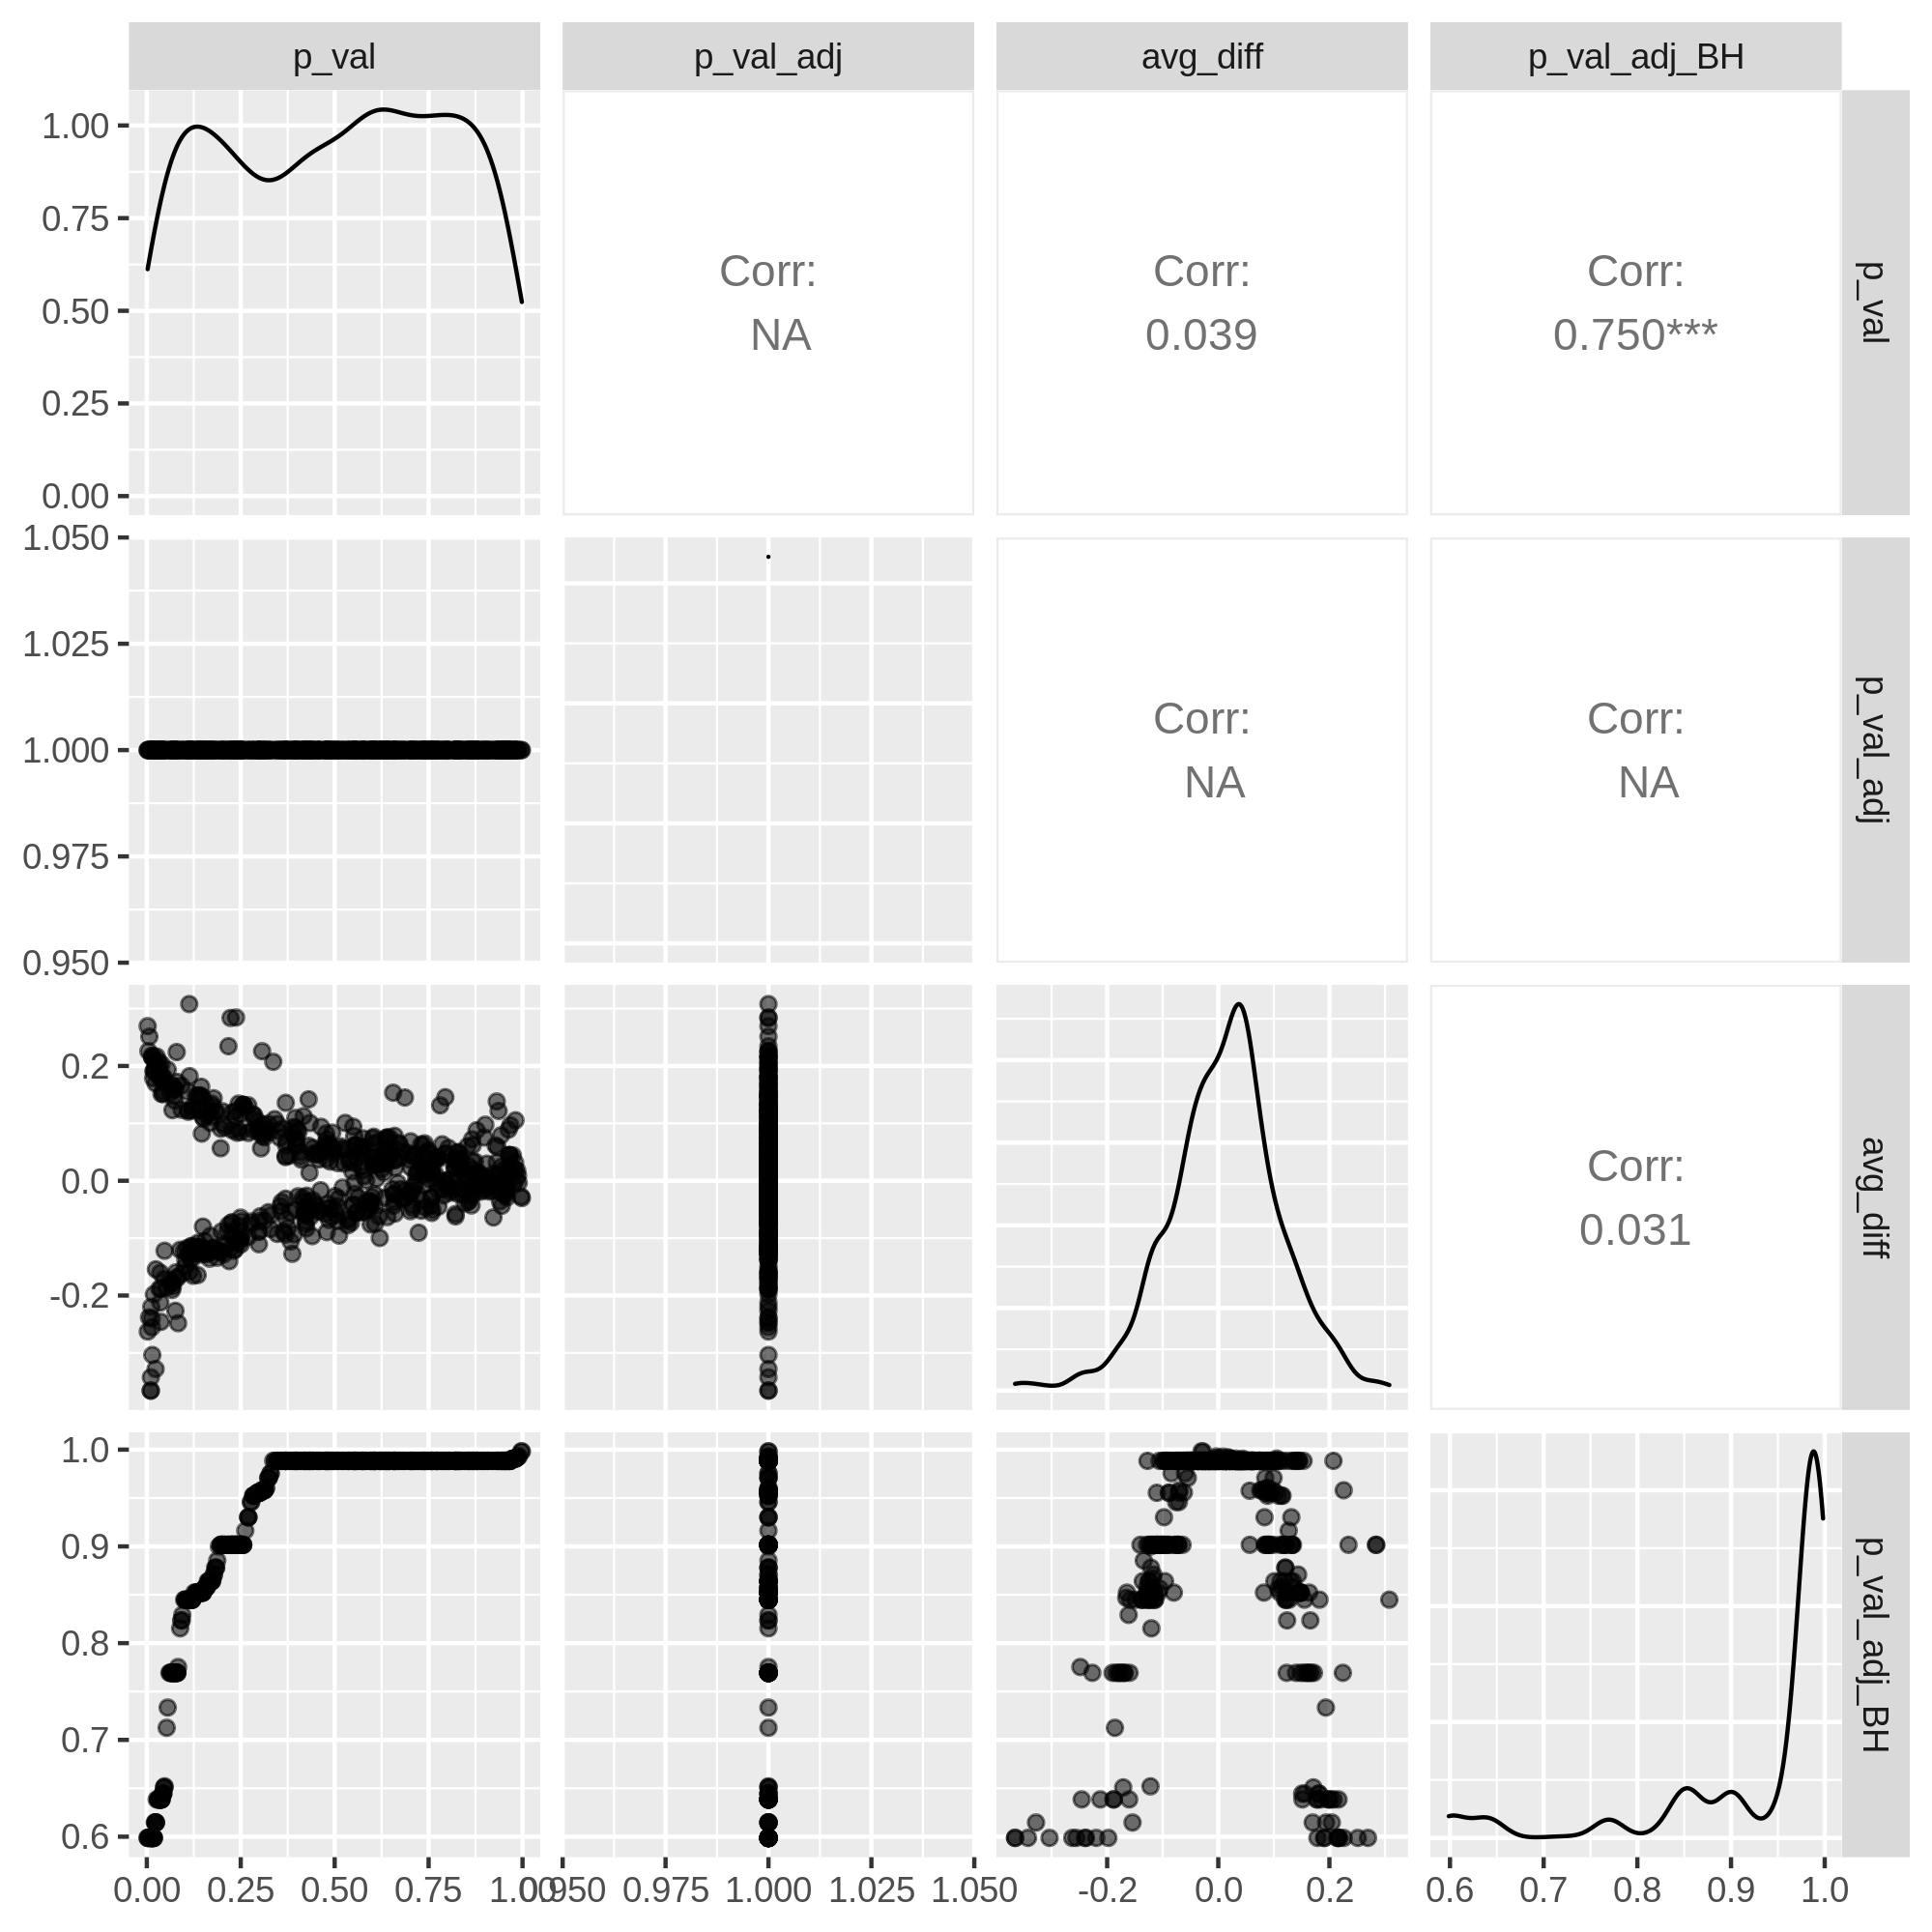 p_val
p_val_adj
avg_diff
p_val_adj_BH
1.00
0.75
0.50
0.25
0.00
Corr:
NA
Corr:
0.039
Corr:
0.750***
p_val
1.050
1.025
1.000
0.975
0.950
Corr:
NA
Corr:
NA
p_val_adj
0.2
0.0
-0.2
Corr:
0.031
avg_diff
1.0
0.9
0.8
0.7
0.6
p_val_adj_BH
0.00 0.25 0.50 0.75 1.00
0.950 0.975 1.000 1.025 1.050
-0.2 0.0 0.2
0.6 0.7 0.8 0.9 1.0